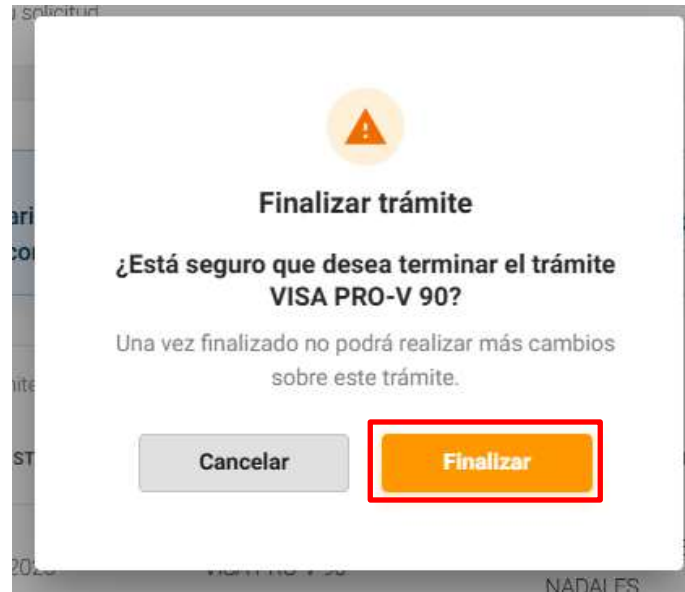 solicitud
Finalizar trámite
¿Está seguro que desea terminar el trámite
VISA PRO-V 90?
Una vez finalizado no podrá realizar más cambios
sobre este trámite.
Cancelar
Finalizar
NADALES